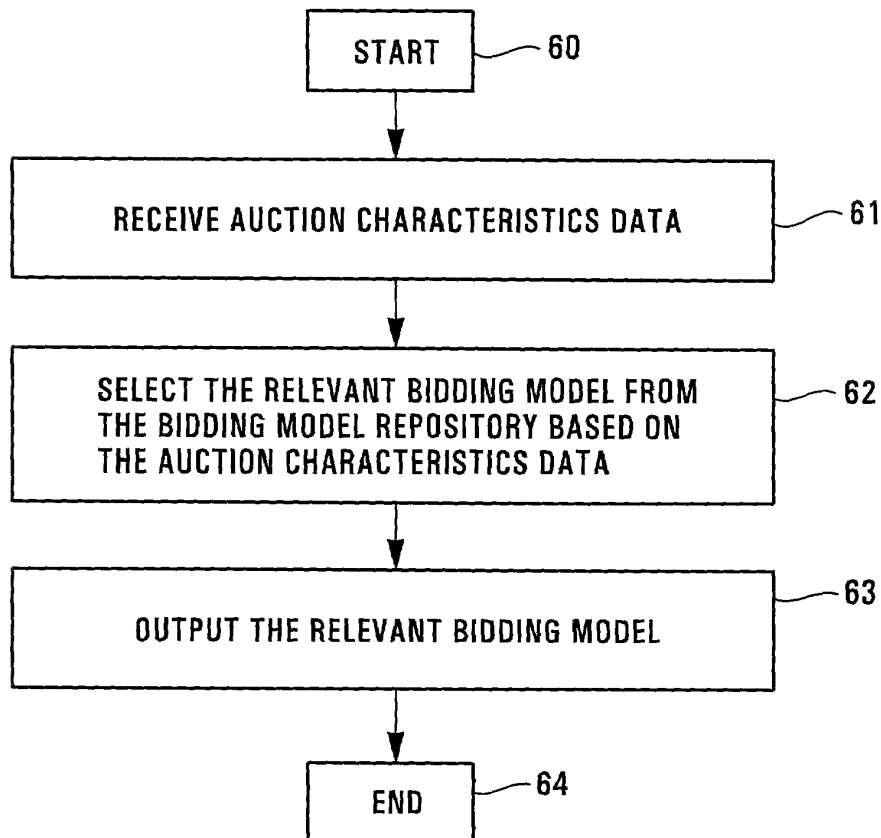 START
60
RECEIVE AUCTION CHARACTERISTICS DATA
61
SELECT THE RELEVANT BIDDING MODEL FROM
THE BIDDING MODEL REPOSITORY BASED ON
THE AUCTION CHARACTERISTICS DATA
62
OUTPUT THE RELEVANT BIDDING MODEL
63
END
64